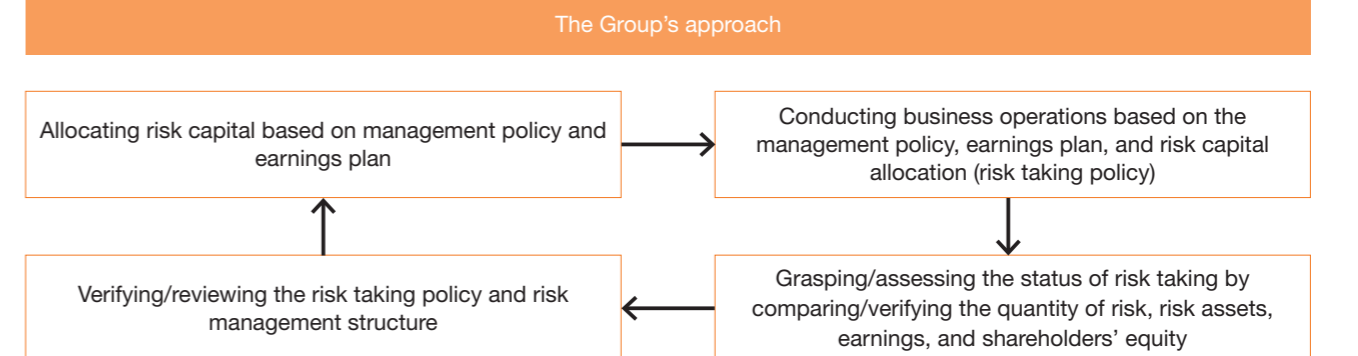 The Group’s approach
Allocating risk capital based on management policy and
earnings plan
Conducting business operations based on the
management policy, earnings plan, and risk capital
allocation (risk taking policy)
Verifying/reviewing the risk taking policy and risk
management structure
Grasping/assessing the status of risk taking by
comparing/verifying the quantity of risk, risk assets,
earnings, and shareholders’ equity